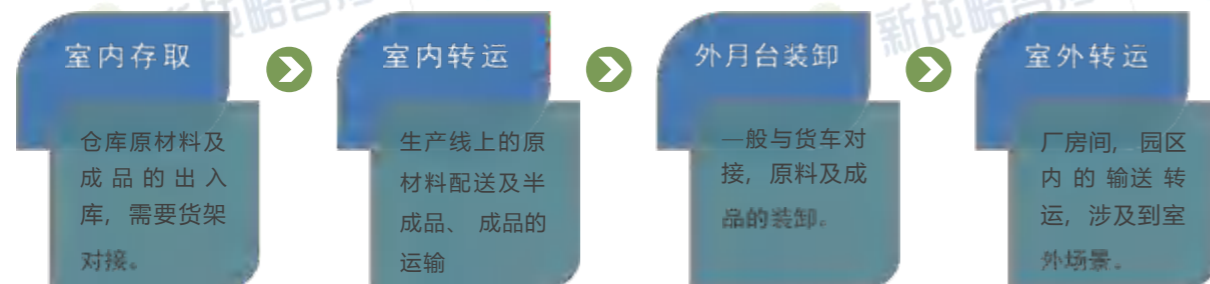 室内存取
仓库原材料及
成品的出入
库,需要货架
对接。
室内转运
生产线上的原
材料配送及半
成品、成品的
运输
外月台装卸
一般与货车对
接,原料及成
品的装卸。
室外转运
厂房间,园区
内的输送转
运,涉及到室
外场景。
新战略